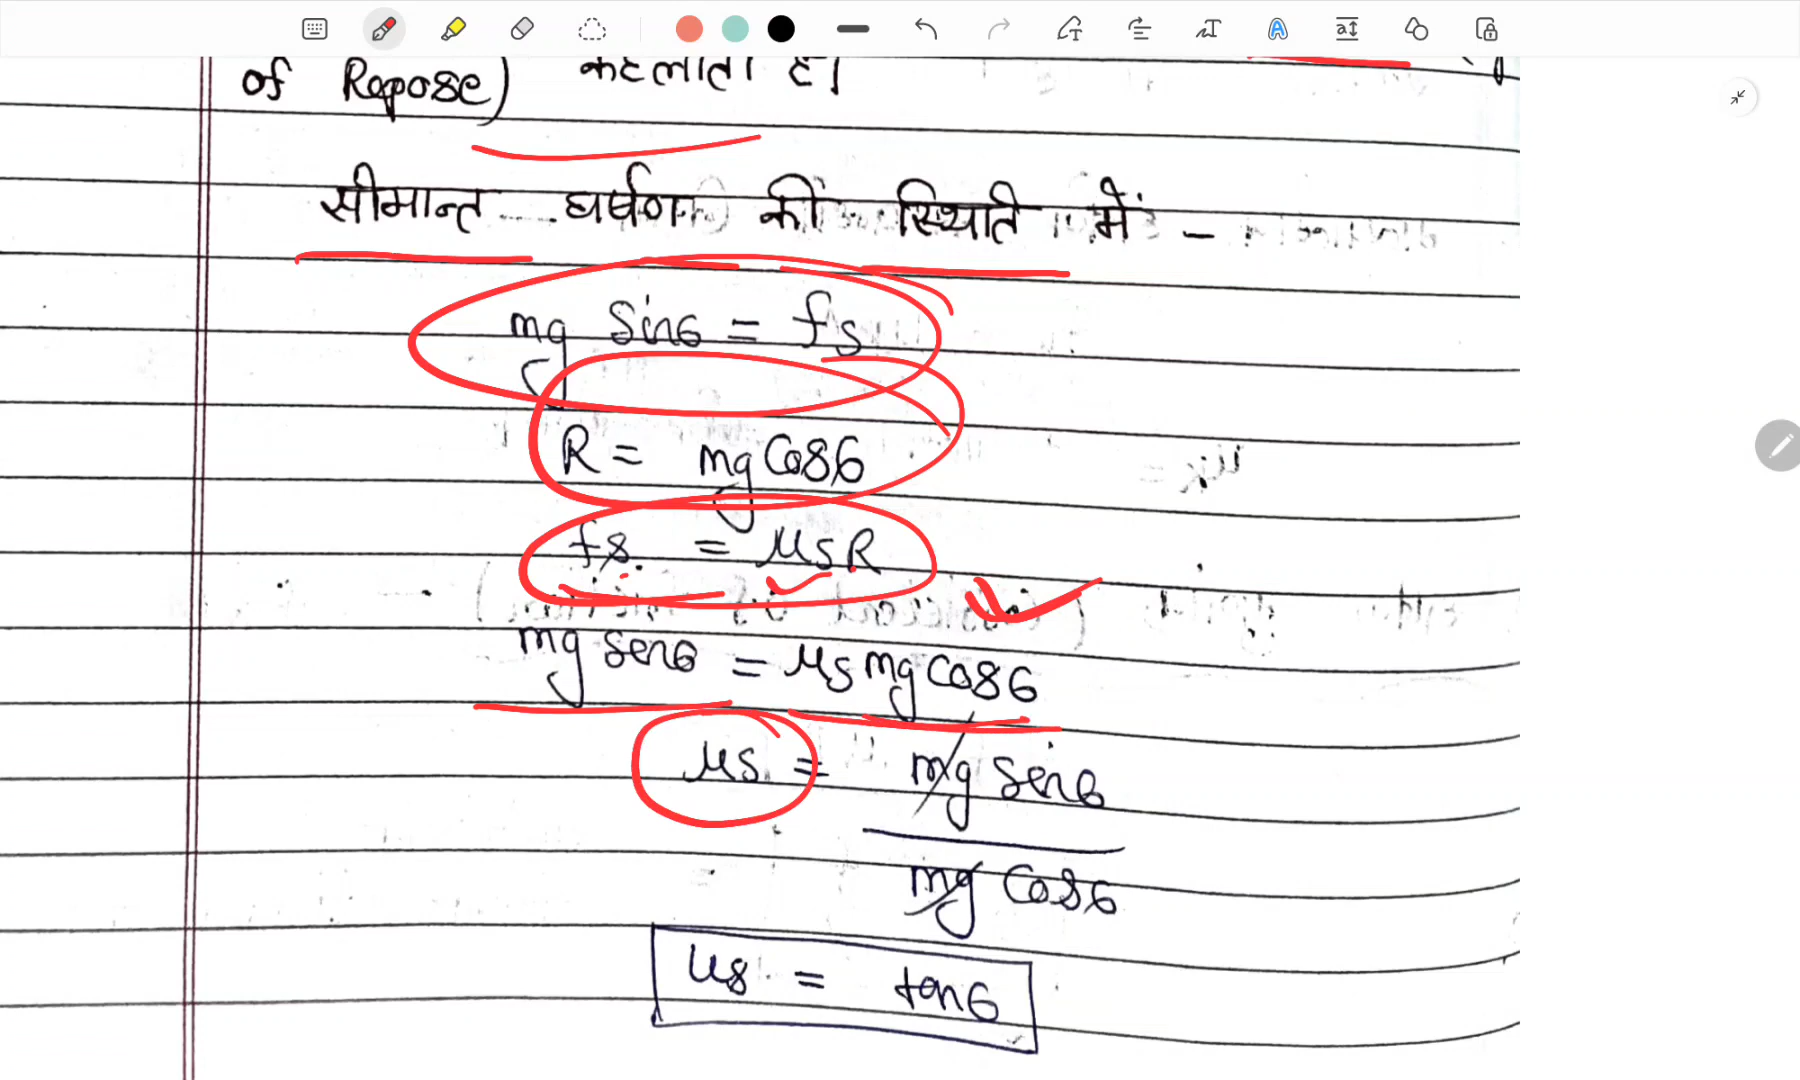 of Repose) कहलाता है।
सीमान्त घर्षण की स्थिति में -
mg Sinθ = fs
R = mg Cosθ
fs = μsR
mg sinθ = μs mg Cosθ
μs = mg sinθ
mg Cosθ
μs = tanθ